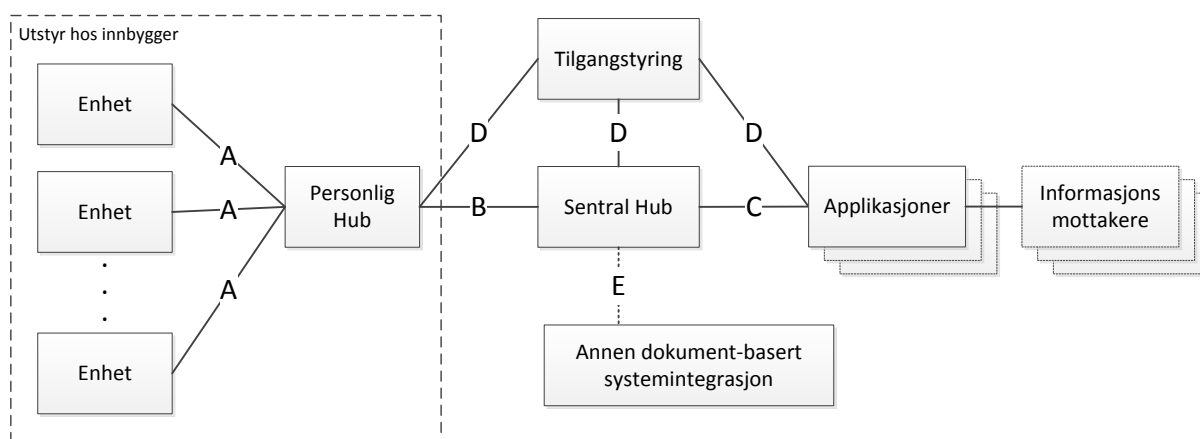 Utstyr hos innbygger
Enhet
Enhet
.
.
.
Enhet
A
A
A
Personlig
Hub
D
B
Tilgangstyring
D
Sentral Hub
E
Annen dokument-basert
systemintegrasjon
D
C
Applikasjoner
Informasjons
mottakere